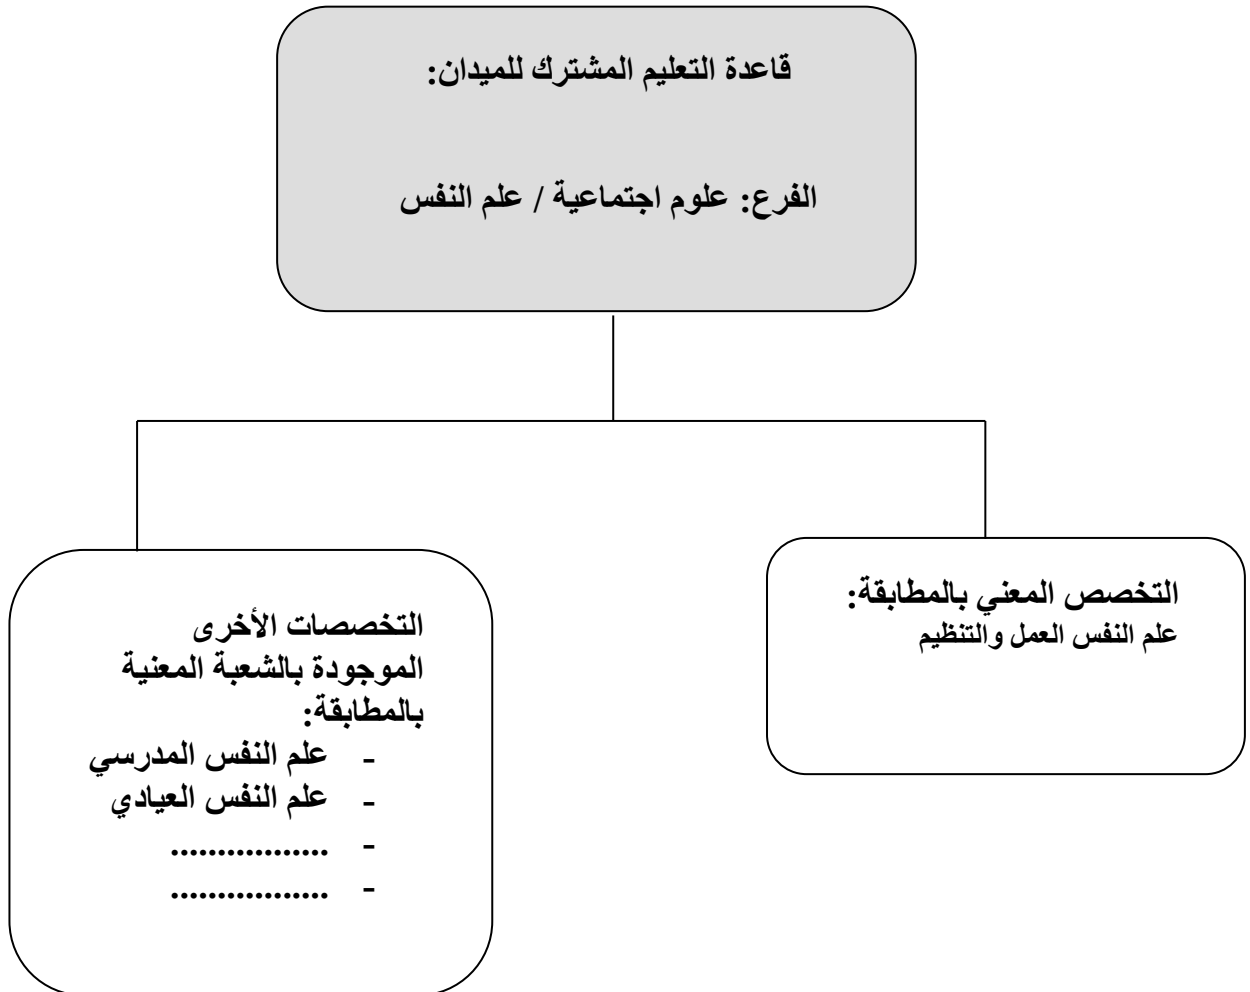 قاعدة التعليم المشترك للميدان:
الفرع: علوم اجتماعية / علم النفس
التخصص المعني بالمطابقة:
علم النفس العمل والتنظيم
التخصصات الأخرى
الموجودة بالشعبة المعنية
بالمطابقة:
- علم النفس المدرسي
- علم النفس العيادي
- .................
- .................